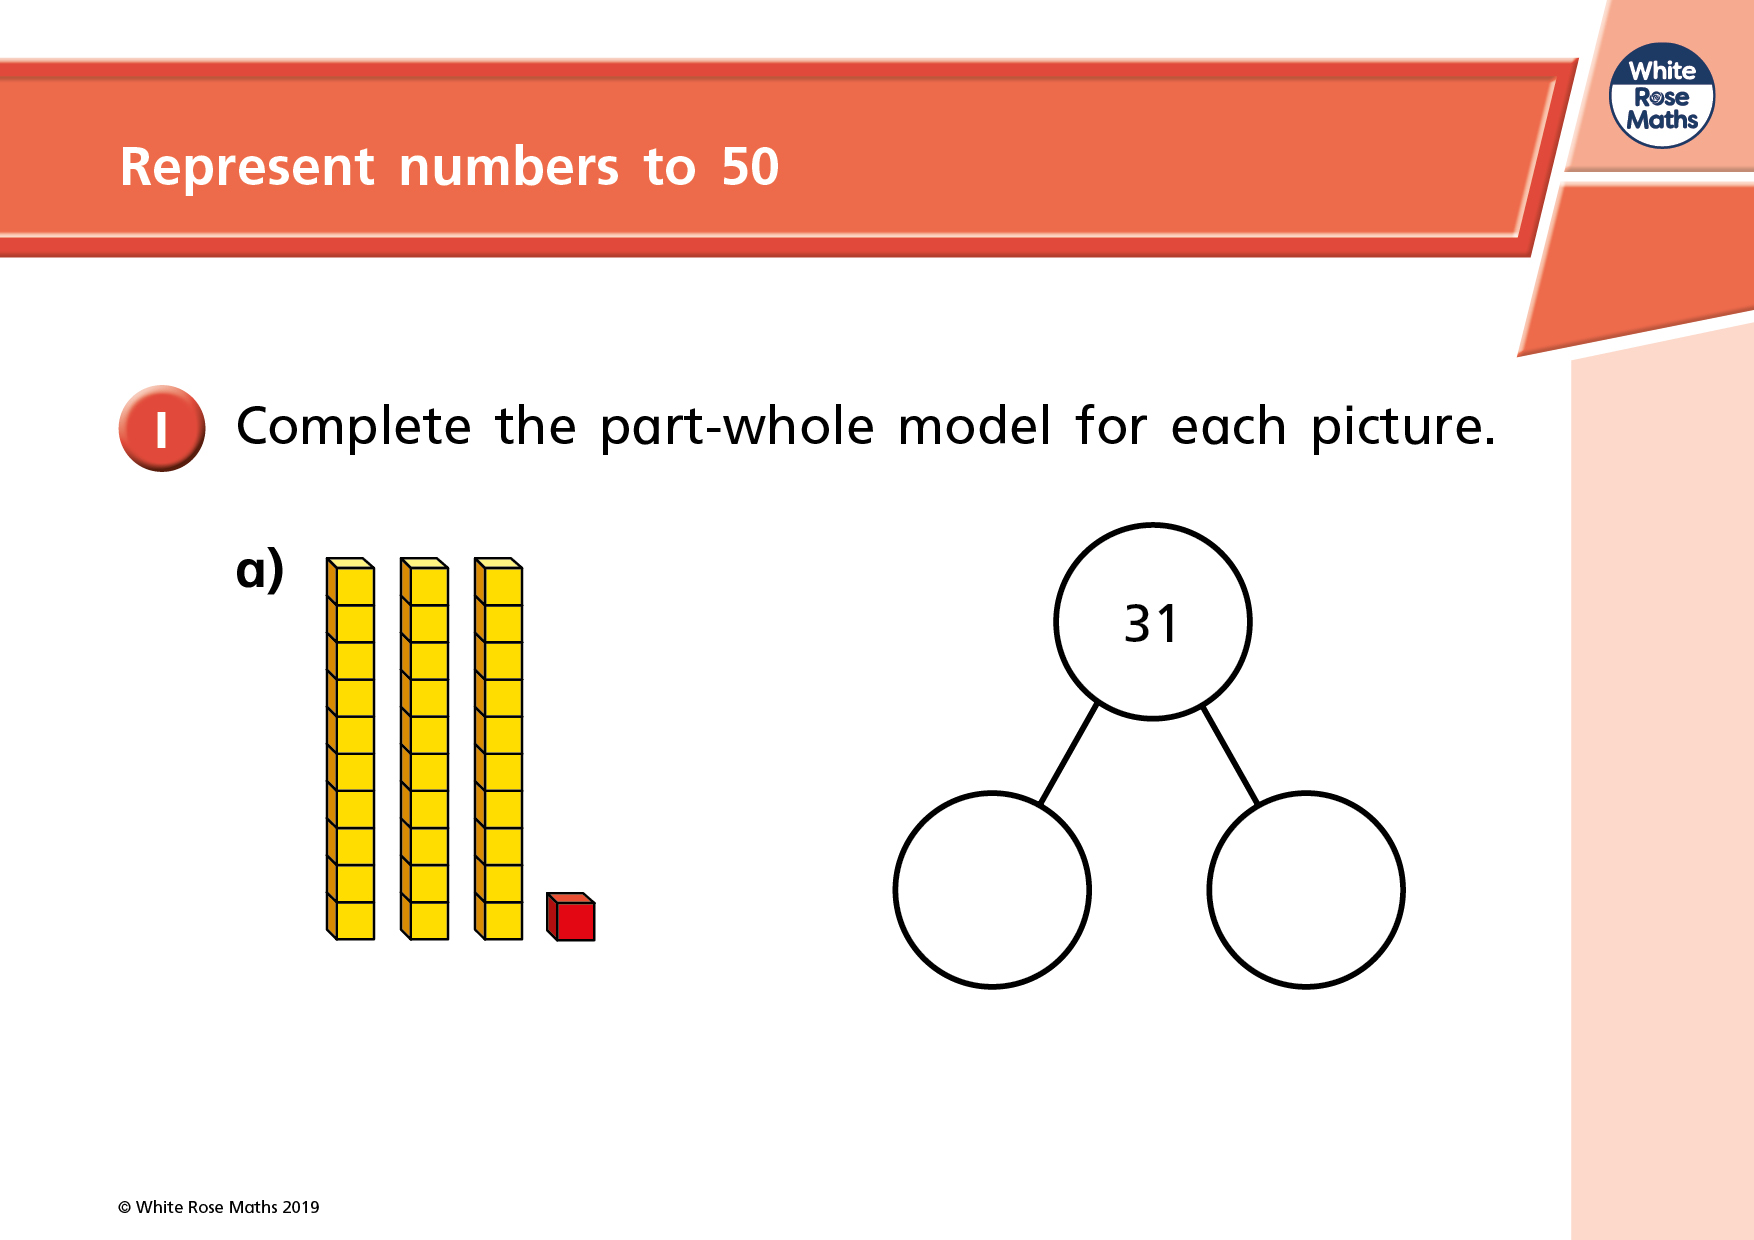 White
Rose
Maths
Represent numbers to 50
1 Complete the part-whole model for each picture.
a)
31
© White Rose Maths 2019